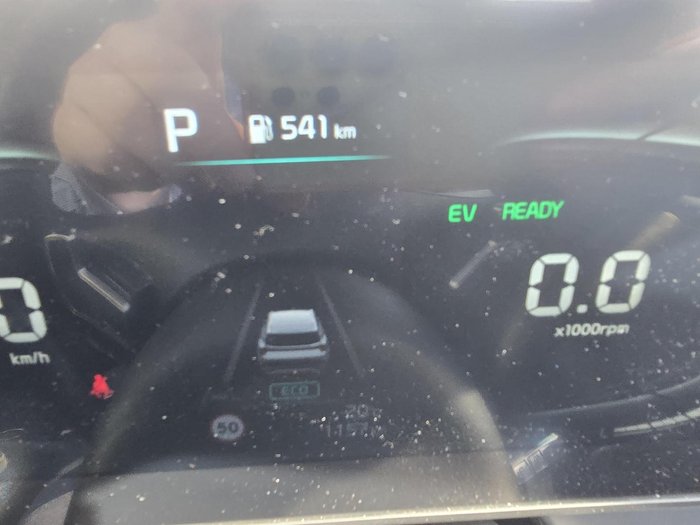 P 541 km
EV READY
0 0.0
km/h x1000rpm
ECO
50